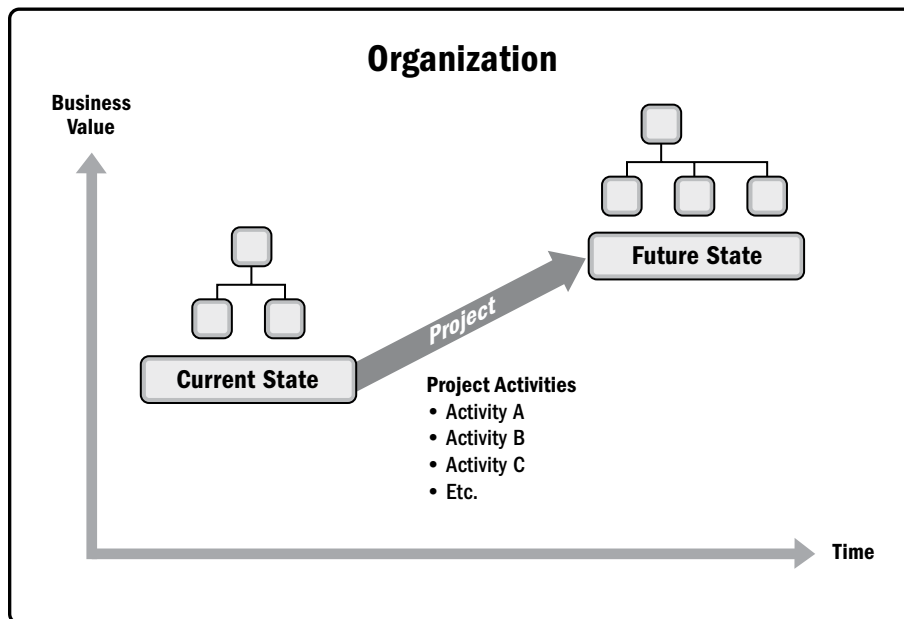 Organization
Business
Value
Future State
Project
Current State
Project Activities
• Activity A
• Activity B
• Activity C
• Etc.
Time